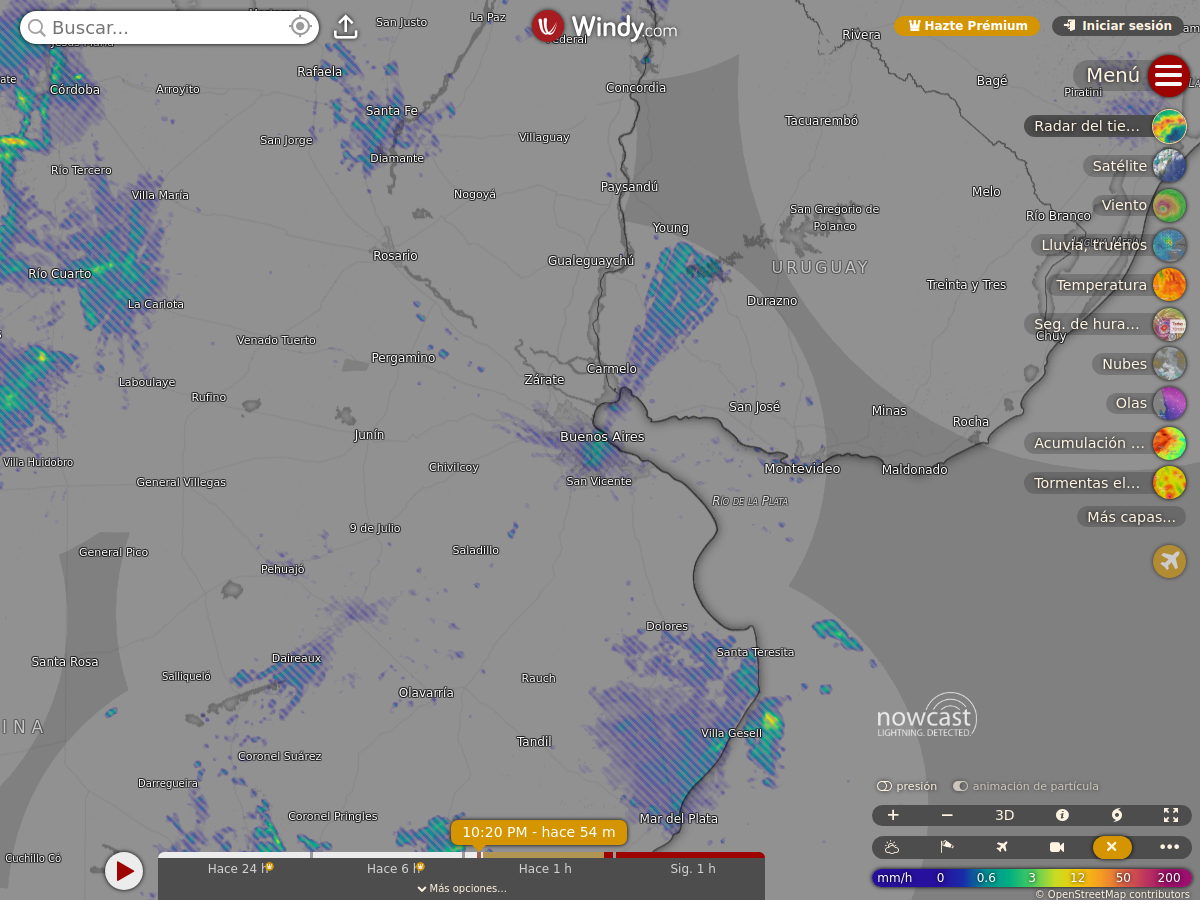 Buscar...
San Justo
La Paz
Windy.com
Federal
Rivera
Hazte Prémium
Iniciar sesión
Jesús María
Rafaela
Concordia
Bagé
Menú
Piratini
Córdoba
Arroyito
Santa Fe
Tacuarembó
Radar del tie...
San Jorge
Villaguay
Diamante
Río Tercero
Satélite
Villa María
Nogoyá
Paysandú
Melo
Viento
San Gregorio de
Polanco
Río Branco
Young
Lluvia, truenos
Rosario
Gualeguaychú
URUGUAY
Río Cuarto
Temperatura
Treinta y Tres
La Carlota
Durazno
Seg. de hura...
Chuy
Venado Tuerto
Pergamino
Carmelo
Nubes
Laboulaye
Zárate
Rufino
San José
Minas
Olas
Rocha
Junín
Buenos Aires
Acumulación ...
Villa Huidobro
Chivilcoy
Montevideo
Maldonado
General Villegas
San Vicente
Tormentas el...
Río de la Plata
Más capas...
9 de Julio
General Pico
Saladillo
Pehuajó
Dolores
Santa Rosa
Daireaux
Santa Teresita
Salliqueló
Rauch
Olavarría
INA
nowcast
LIGHTNING. DETECTED.
Tandil
Villa Gesell
Coronel Suárez
Darregueira
presión
animación de partícula
Coronel Pringles
Mar del Plata
+ − 3D
10:20 PM - hace 54 m
Cuchillo Có
Hace 24 h
Hace 6 h
Hace 1 h
Sig. 1 h
mm/h 0 0.6 3 12 50 200
Más opciones...
© OpenStreetMap contributors